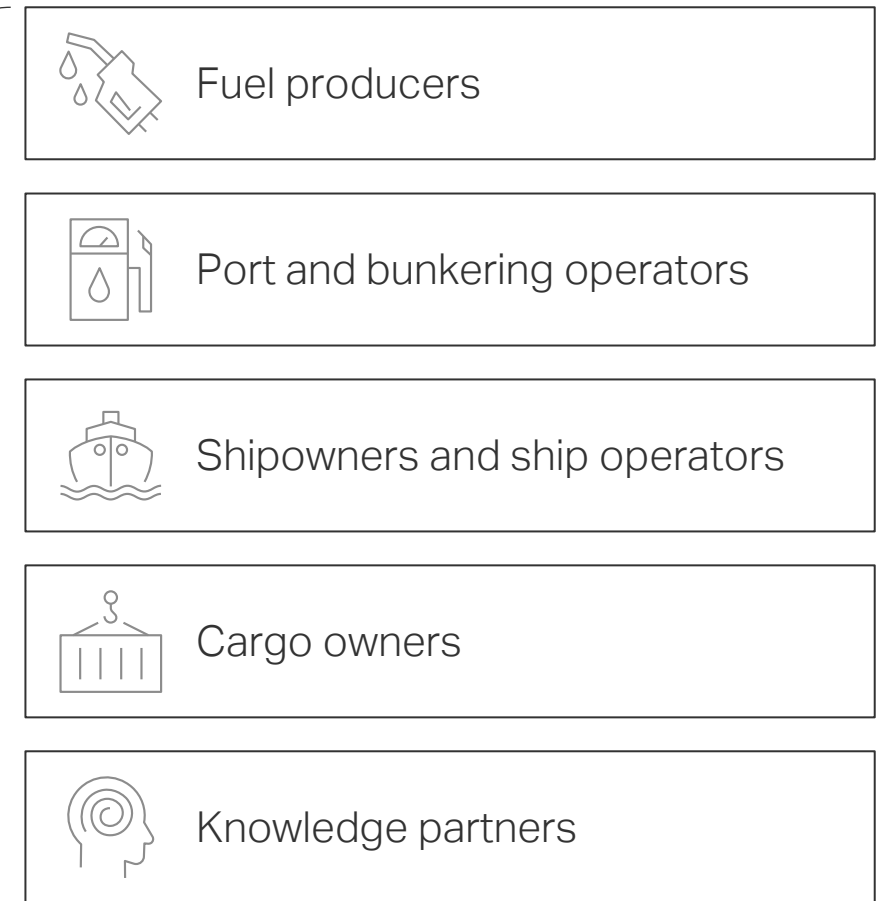 Fuel producers
Port and bunkering operators
Shipowners and ship operators
Cargo owners
Knowledge partners